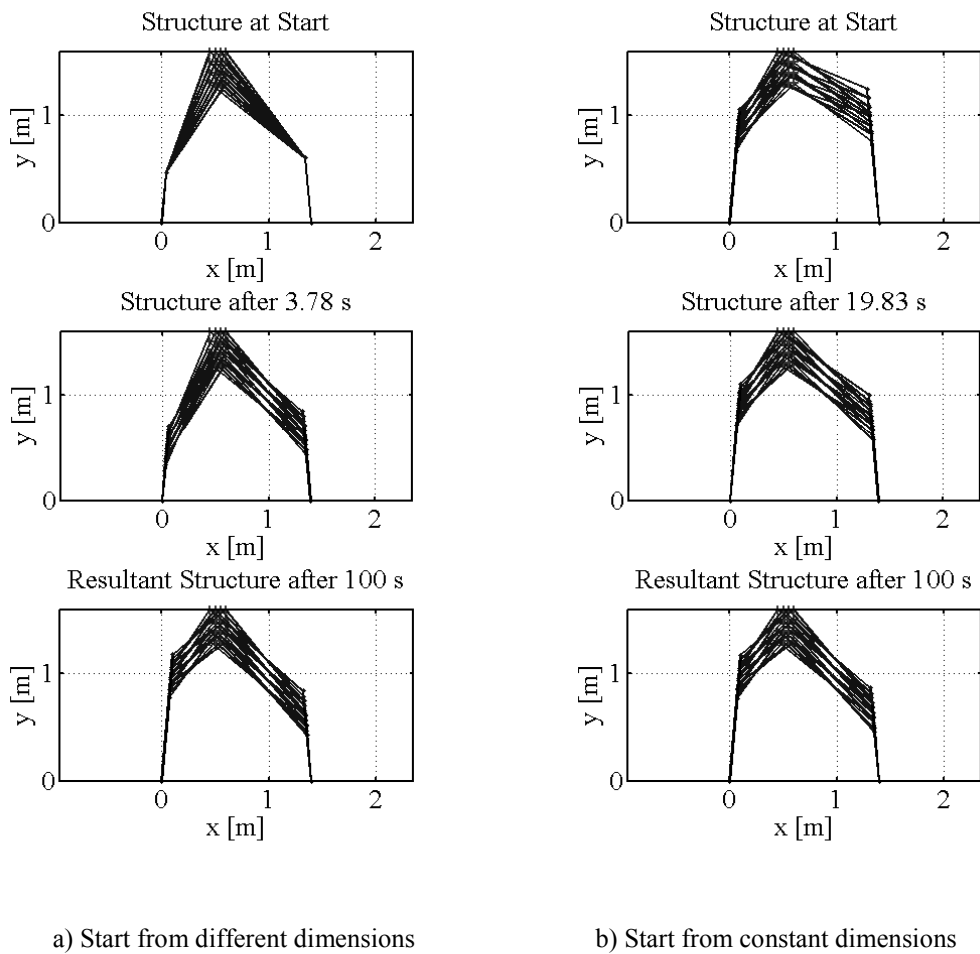 Structure at Start
y [m]
1
0
0 1 2
x [m]
Structure after 3.78 s
y [m]
1
0
0 1 2
x [m]
Resultant Structure after 100 s
y [m]
1
0
0 1 2
x [m]
a) Start from different dimensions
Structure at Start
y [m]
1
0
0 1 2
x [m]
Structure after 19.83 s
y [m]
1
0
0 1 2
x [m]
Resultant Structure after 100 s
y [m]
1
0
0 1 2
x [m]
b) Start from constant dimensions